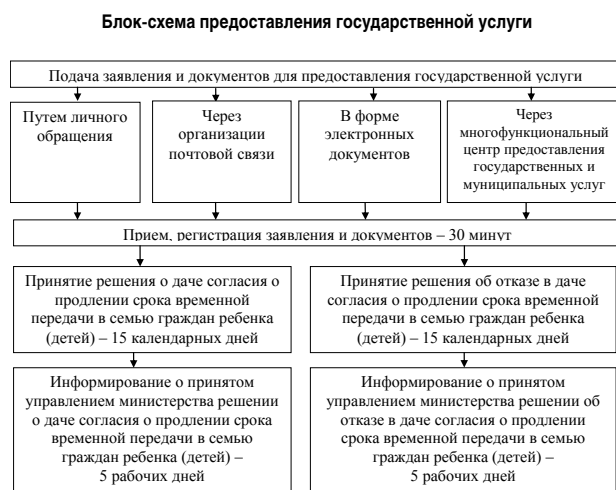 Блок-схема предоставления государственной услуги
Подача заявления и документов для предоставления государственной услуги
Путем личного
обращения
Через
организации
почтовой связи
В форме
электронных
документов
Через
многофункциональный
центр предоставления
государственных и
муниципальных услуг
Прием, регистрация заявления и документов – 30 минут
Принятие решения о даче согласия о
продлении срока временной
передачи в семью граждан ребенка
(детей) – 15 календарных дней
Принятие решения об отказе в даче
согласия о продлении срока временной
передачи в семью граждан ребенка
(детей) – 15 календарных дней
Информирование о принятом
управлением министерства решении
о даче согласия о продлении срока
временной передачи в семью
граждан ребенка (детей) –
5 рабочих дней
Информирование о принятом
управлением министерства решении об
отказе в даче согласия о продлении
срока временной передачи в семью
граждан ребенка (детей) –
5 рабочих дней